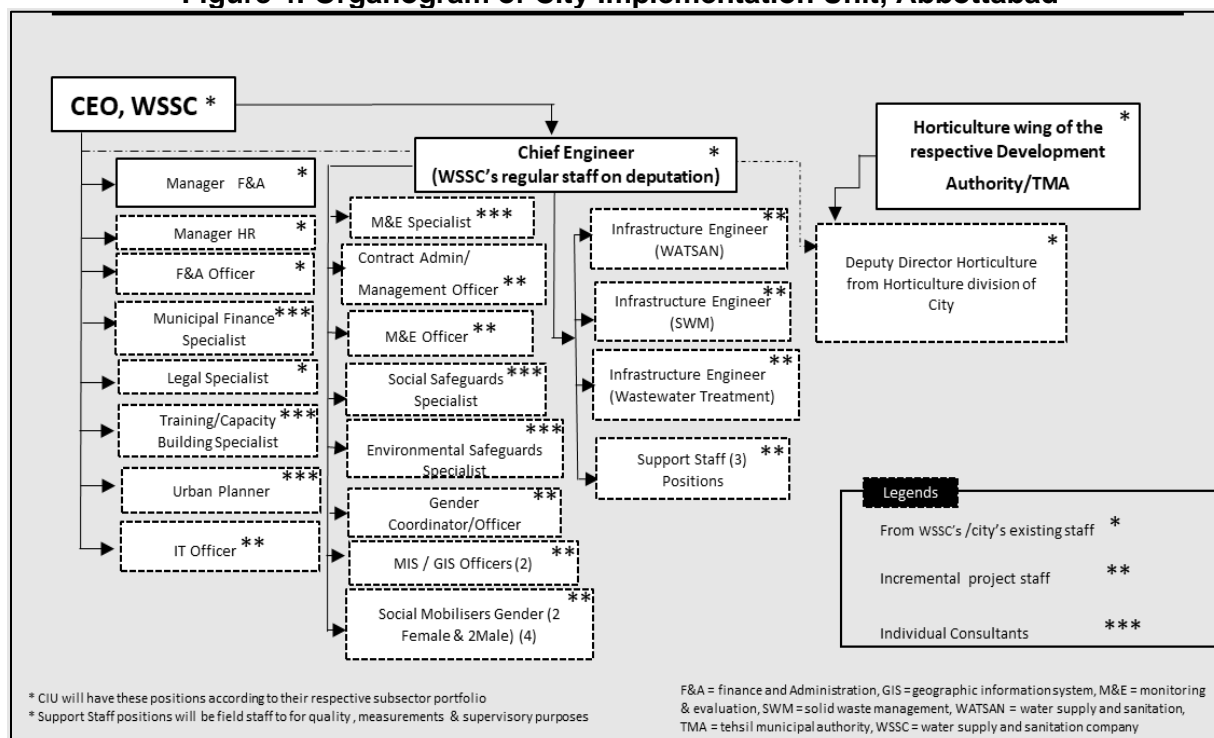 Figure 4. Organogram of City Implementation Unit, Abbottabad
CEO, WSSC *
Chief Engineer *
(WSSC's regular staff on deputation)
Horticulture wing of the *
respective Development
Authority/TMA
Manager F&A *
Manager HR *
F&A Officer *
Municipal Finance ***
Specialist
Legal Specialist *
Training/Capacity ***
Building Specialist
Urban Planner ***
IT Officer **
M&E Specialist ***
Contract Admin/
Management Officer **
M&E Officer **
Social Safeguards ***
Specialist
Environmental Safeguards ***
Specialist
Gender **
Coordinator/Officer
MIS / GIS Officers (2) **
Social Mobilisers Gender (2 **
Female & 2Male) (4)
Infrastructure Engineer **
(WATSAN)
Infrastructure Engineer **
(SWM)
Infrastructure Engineer **
(Wastewater Treatment)
Support Staff (3) **
Positions
Deputy Director Horticulture *
from Horticulture division of
City
Legends
From WSSC's /city's existing staff *
Incremental project staff **
Individual Consultants ***
* CIU will have these positions according to their respective subsector portfolio
* Support Staff positions will be field staff to for quality, measurements & supervisory purposes
F&A = finance and Administration, GIS = geographic information system, M&E = monitoring
& evaluation, SWM = solid waste management, WATSAN = water supply and sanitation,
TMA = tehsil municipal authority, WSSC = water supply and sanitation company